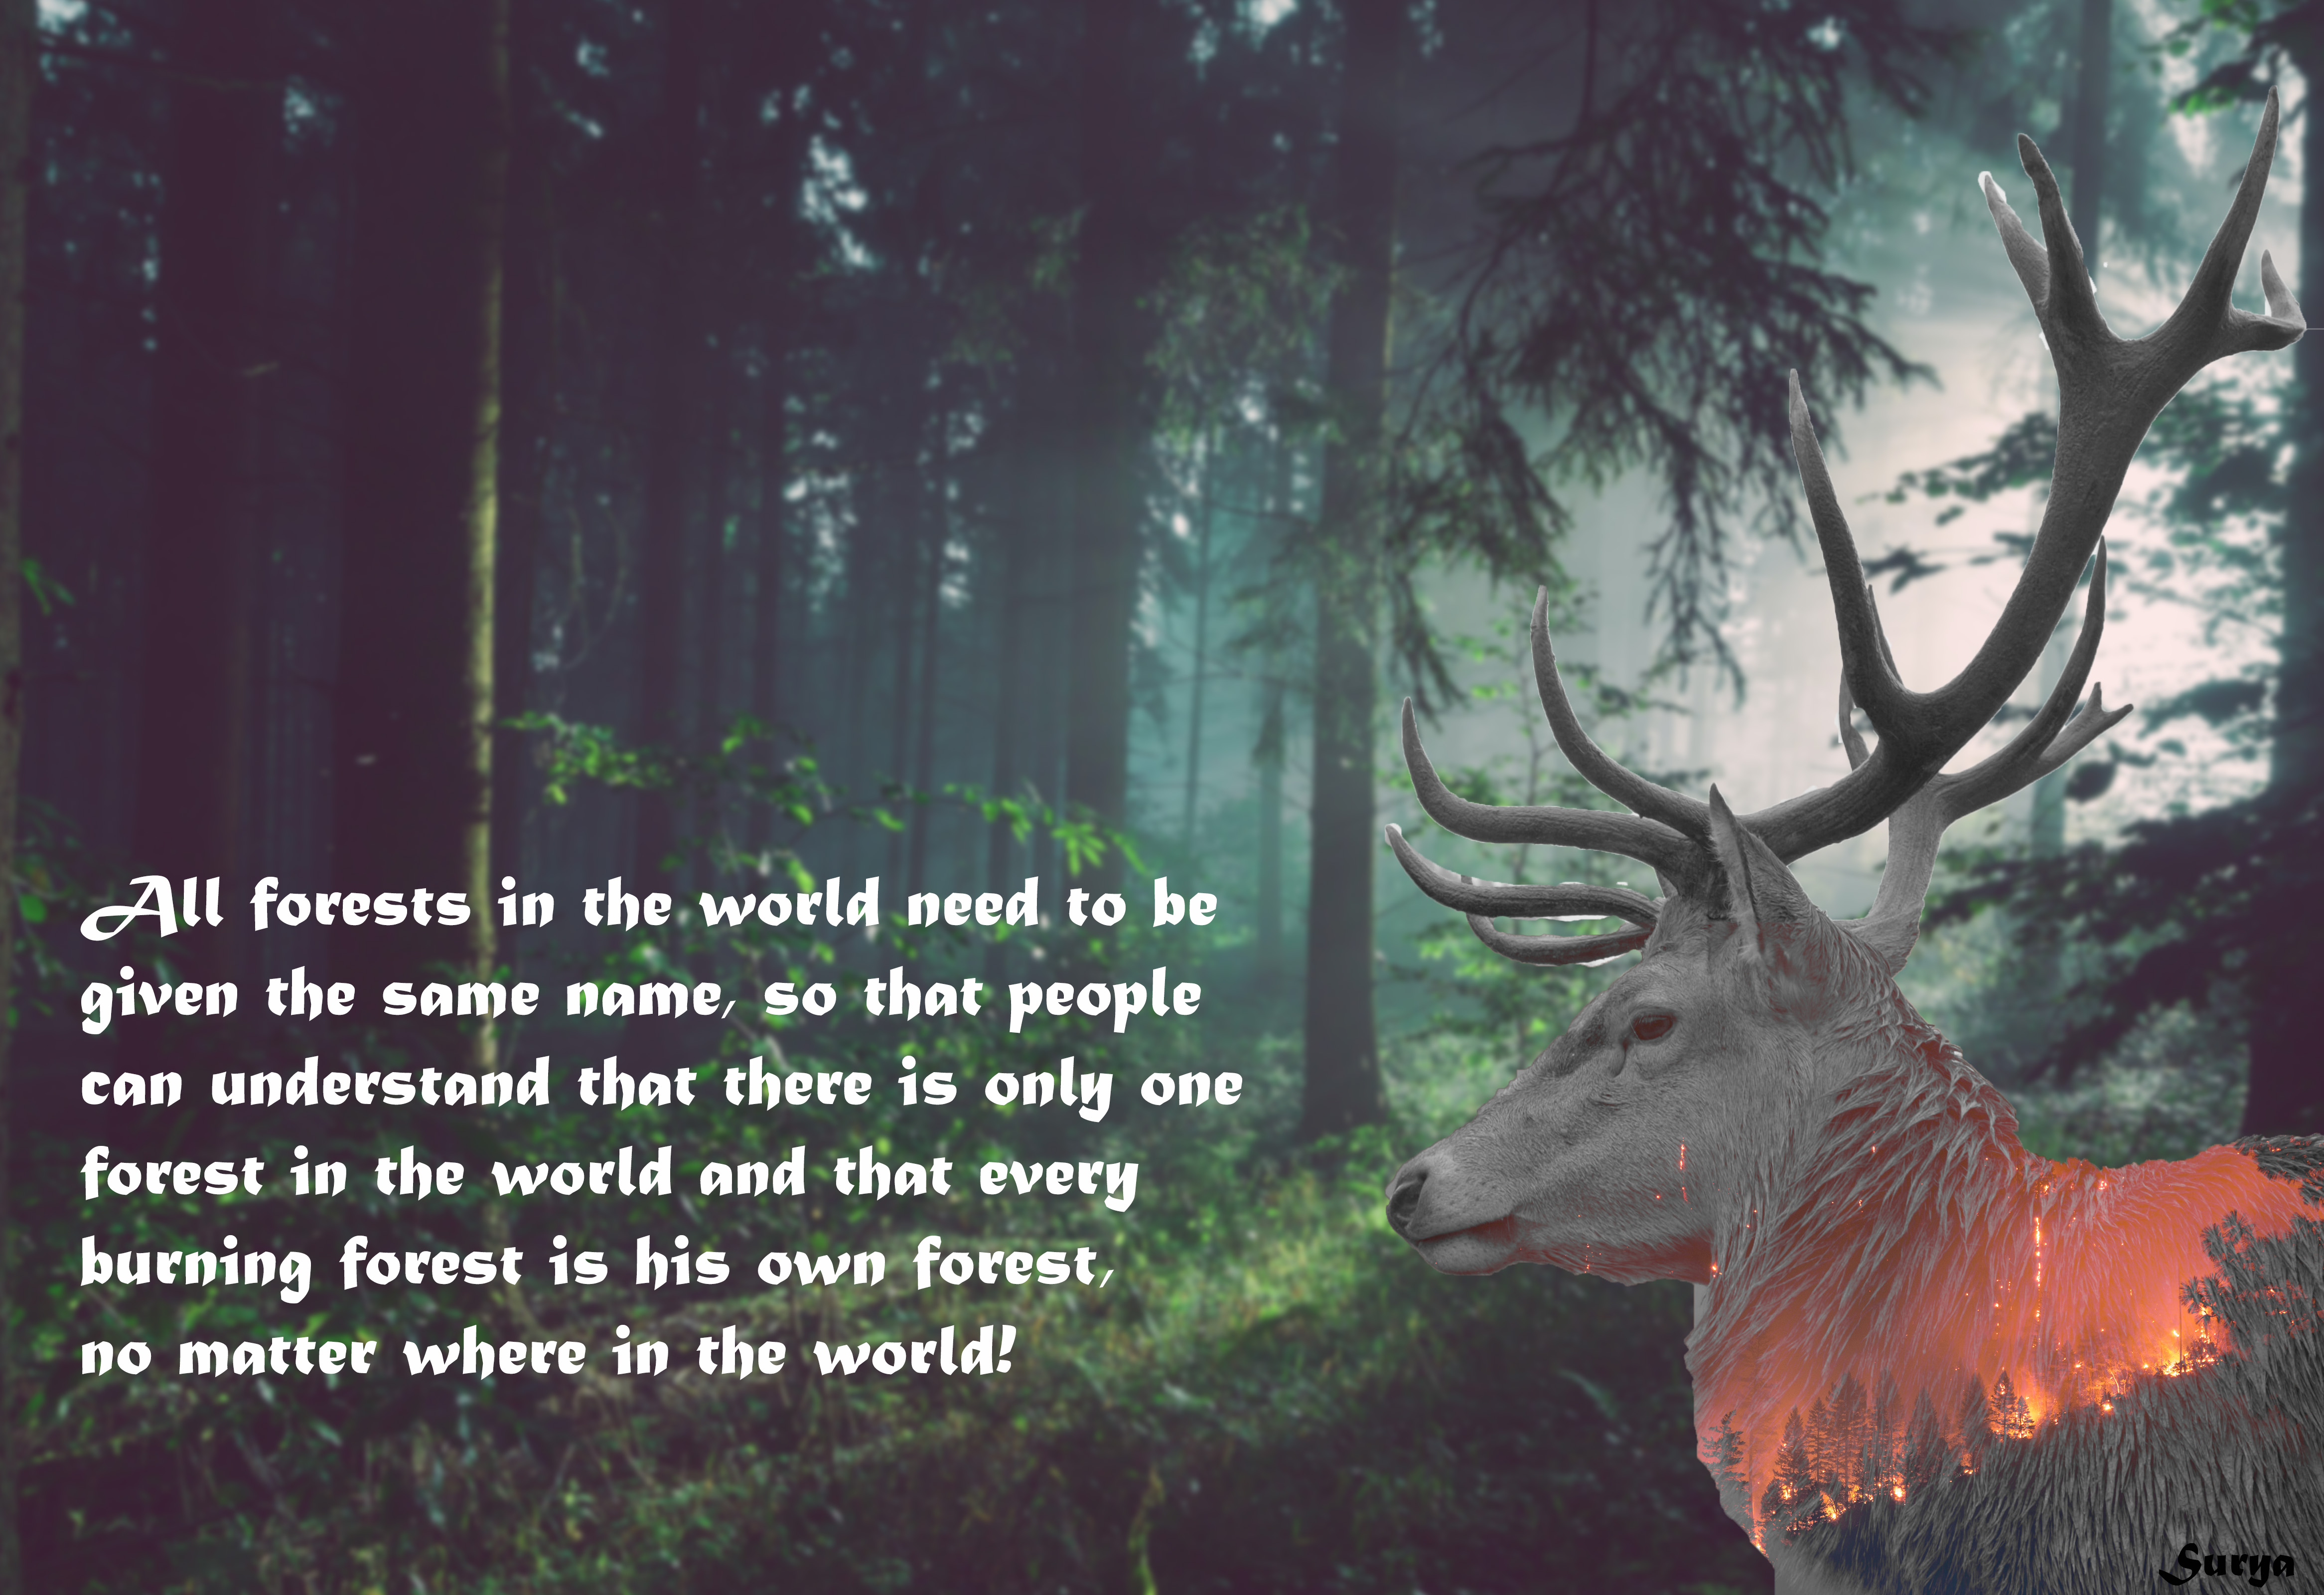 All forests in the world need to be
given the same name, so that people
can understand that there is only one
forest in the world and that every
burning forest is his own forest,
no matter where in the world!
Surya